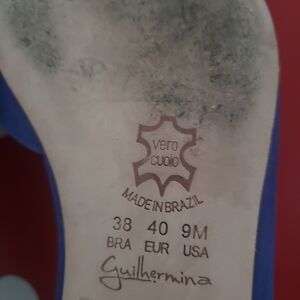 vero
cuoio
MADE IN BRAZIL
38 40 9M
BRA EUR USA
Guilhermina